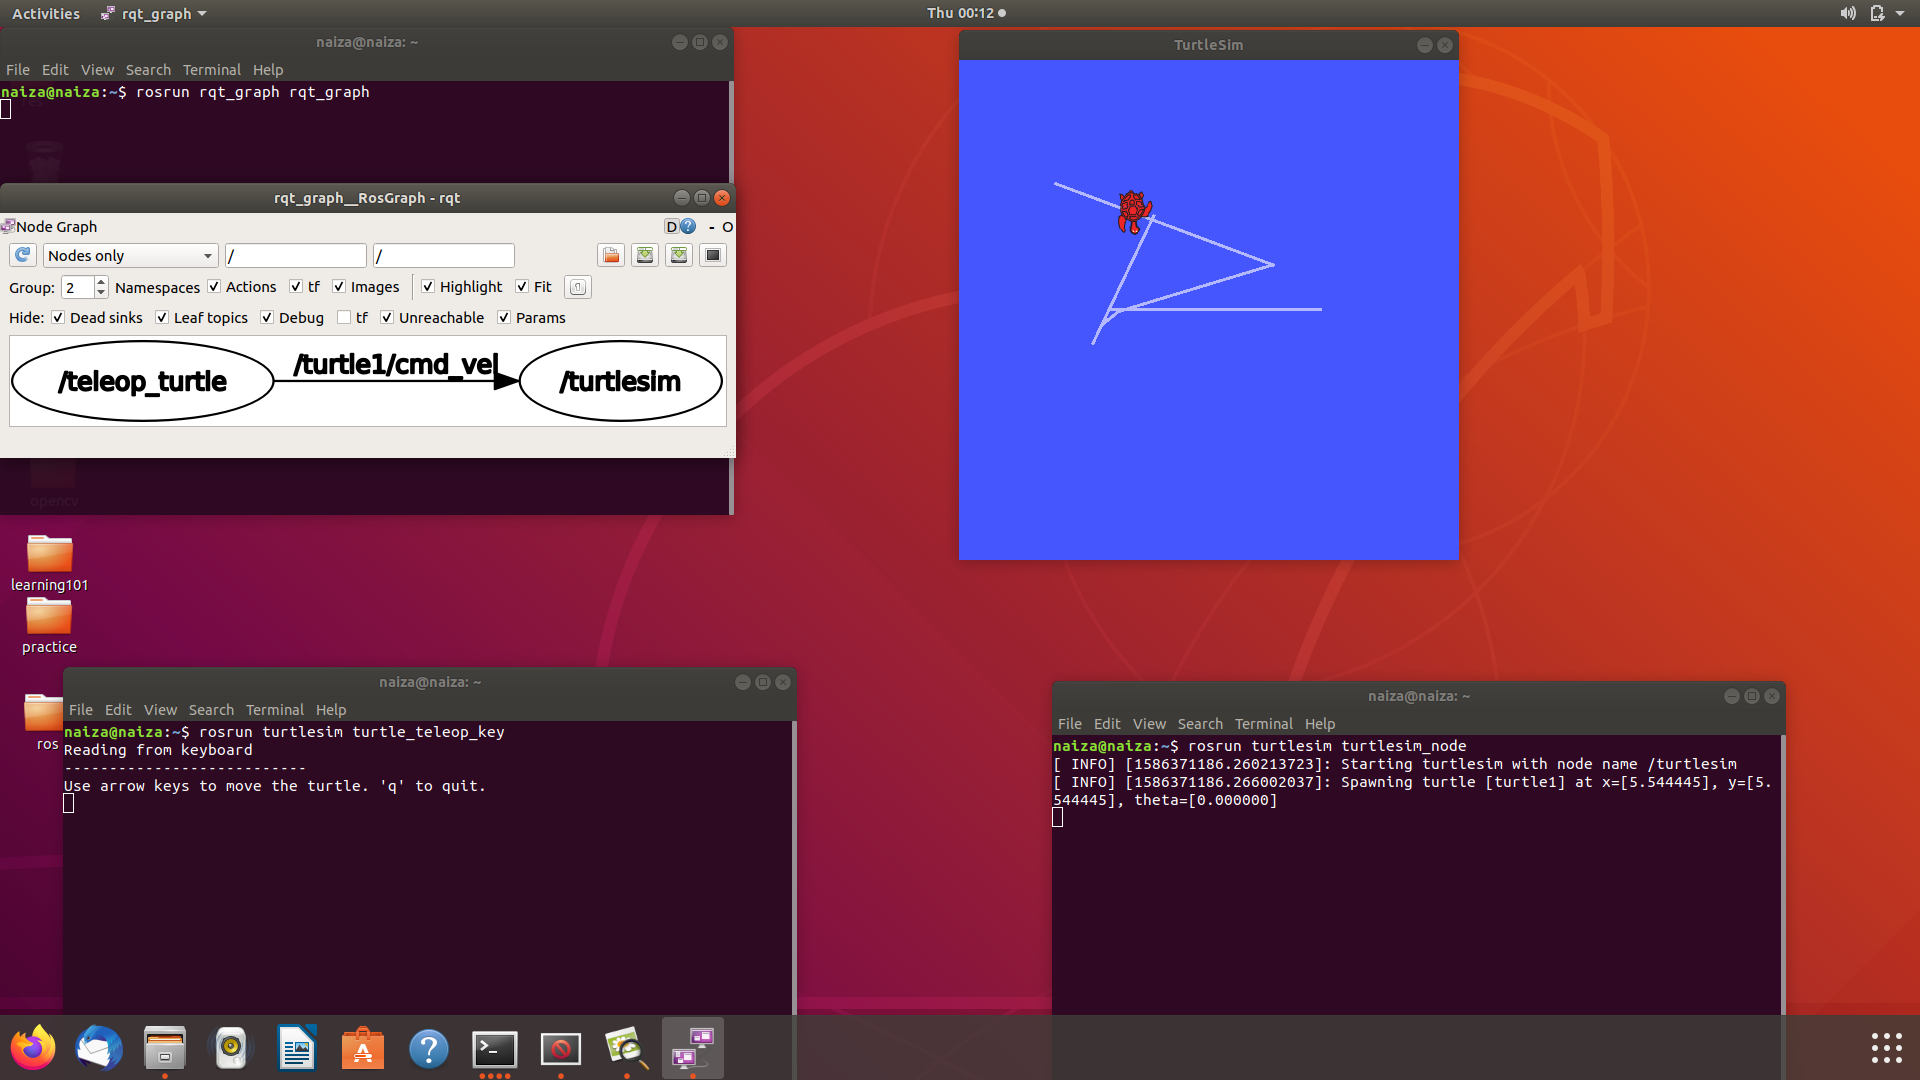 Activities rqt_graph Thu 00:12
naiza@naiza: ~
File Edit View Search Terminal Help
naiza@naiza:~$ rosrun rqt_graph rqt_graph
rqt_graph__RosGraph - rqt
Node Graph D ? - O
Nodes only / /
Group: 2 Namespaces Actions tf Images Highlight Fit
Hide: Dead sinks Leaf topics Debug tf Unreachable Params
/teleop_turtle /turtle1/cmd_vel /turtlesim
opencv
learning101
practice
ros
TurtleSim
naiza@naiza: ~
File Edit View Search Terminal Help
naiza@naiza:~$ rosrun turtlesim turtle_teleop_key
Reading from keyboard
---------------------------
Use arrow keys to move the turtle. 'q' to quit.
naiza@naiza: ~
File Edit View Search Terminal Help
naiza@naiza:~$ rosrun turtlesim turtlesim_node
[ INFO] [1586371186.260213723]: Starting turtlesim with node name /turtlesim
[ INFO] [1586371186.266002037]: Spawning turtle [turtle1] at x=[5.544445], y=[5.
544445], theta=[0.000000]